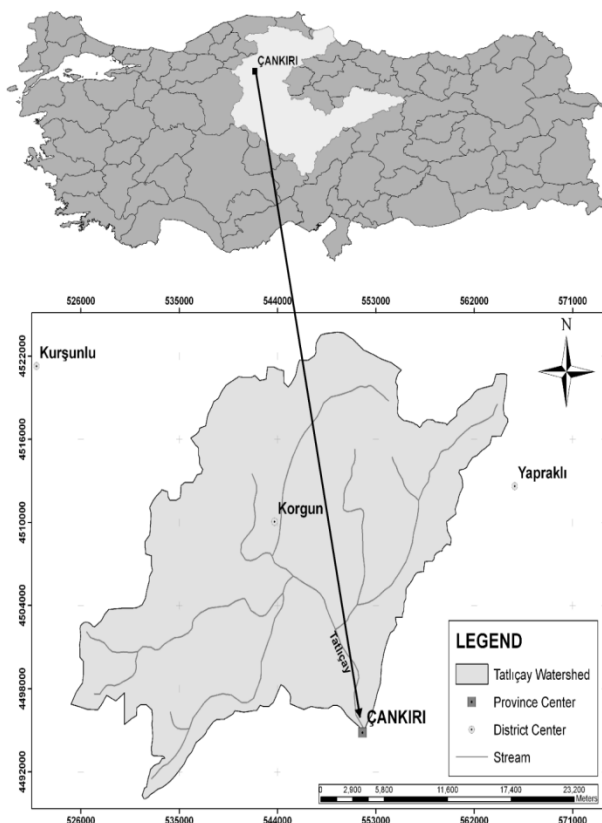 ÇANKIRI
526000 535000 544000 553000 562000 571000
N
Kurşunlu
4522000
4516000
Yapraklı
4510000
Korgun
4504000
Tatlıçay
4498000
ÇANKIRI
4492000
LEGEND
Tatlıçay Watershed
Province Center
District Center
Stream
0 2,900 5,800 11,600 17,400 23,200
Meters
526000 535000 544000 553000 562000 571000